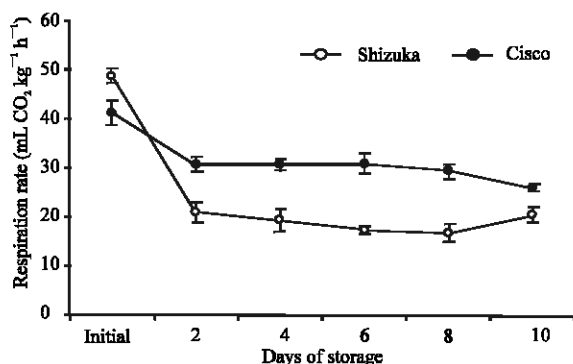 60
50
40
30
20
10
0
Respiration rate (mL CO₂ kg⁻¹ h⁻¹)
Shizuka
Cisco
Initial 2 4 6 8 10
Days of storage